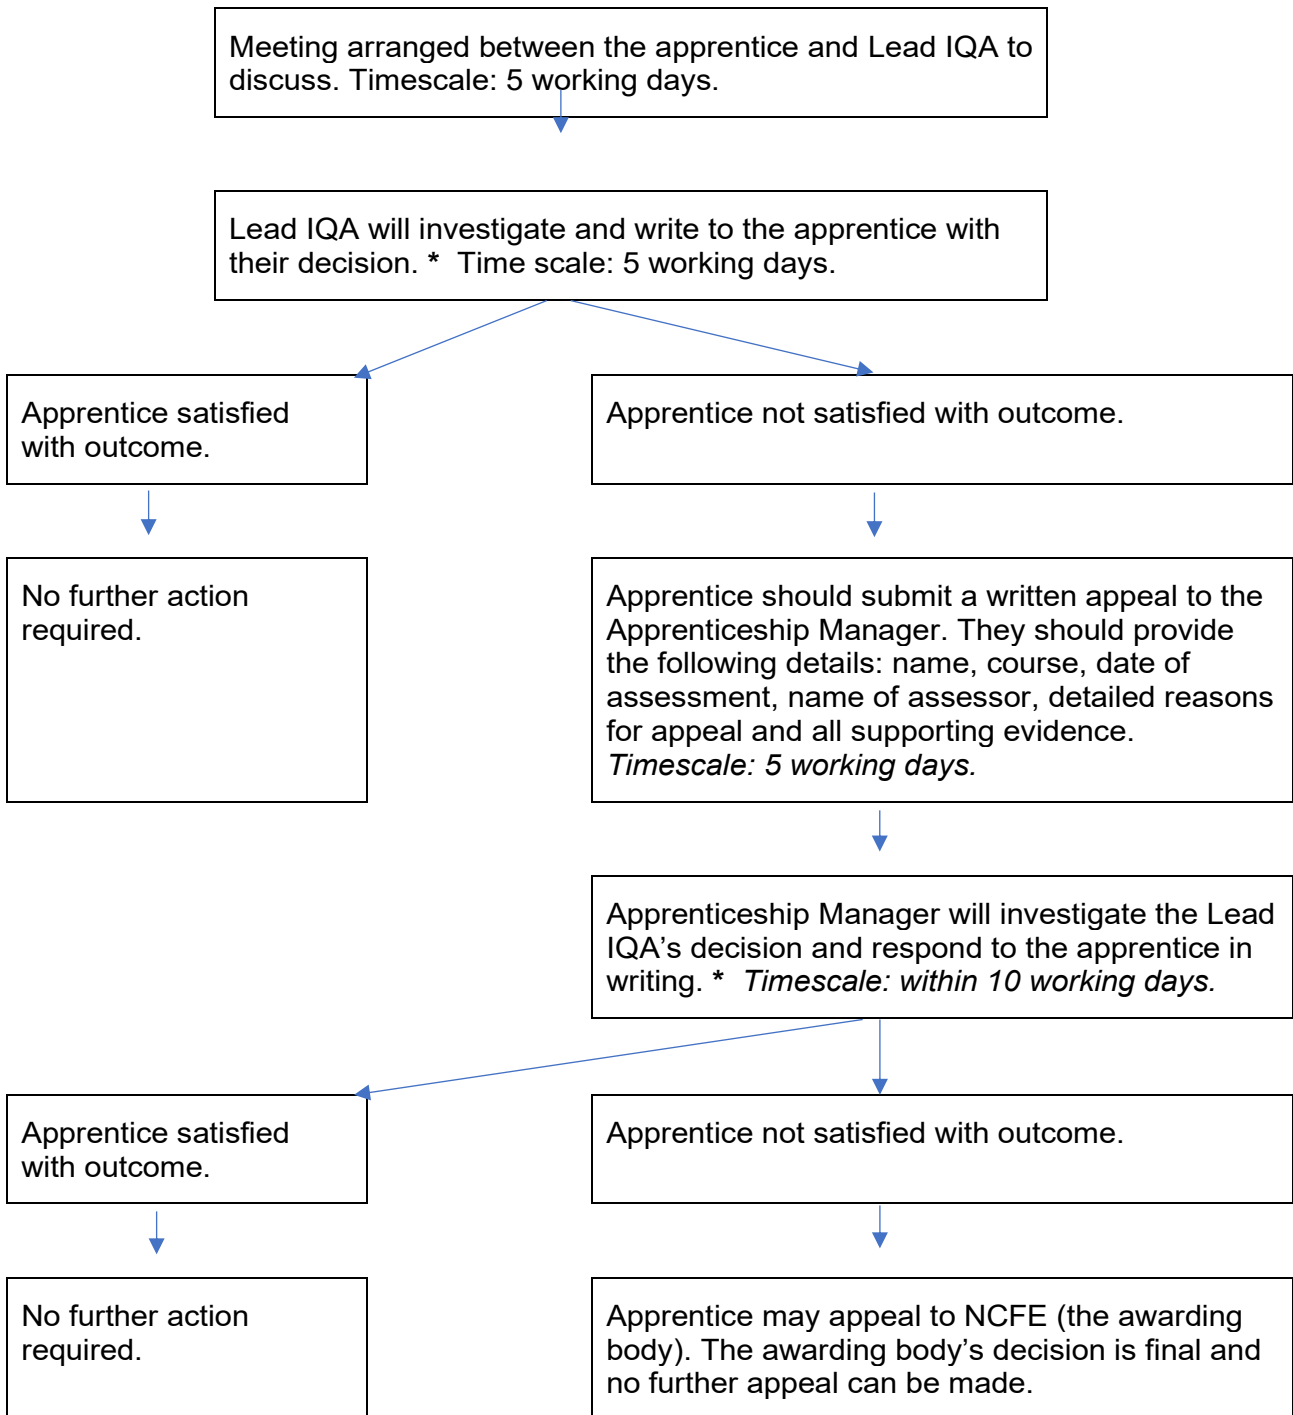 Meeting arranged between the apprentice and Lead IQA to
discuss. Timescale: 5 working days.
Lead IQA will investigate and write to the apprentice with
their decision. * Time scale: 5 working days.
Apprentice satisfied
with outcome.
Apprentice not satisfied with outcome.
No further action
required.
Apprentice should submit a written appeal to the
Apprenticeship Manager. They should provide
the following details: name, course, date of
assessment, name of assessor, detailed reasons
for appeal and all supporting evidence.
Timescale: 5 working days.
Apprenticeship Manager will investigate the Lead
IQA’s decision and respond to the apprentice in
writing. * Timescale: within 10 working days.
Apprentice satisfied
with outcome.
Apprentice not satisfied with outcome.
No further action
required.
Apprentice may appeal to NCFE (the awarding
body). The awarding body’s decision is final and
no further appeal can be made.